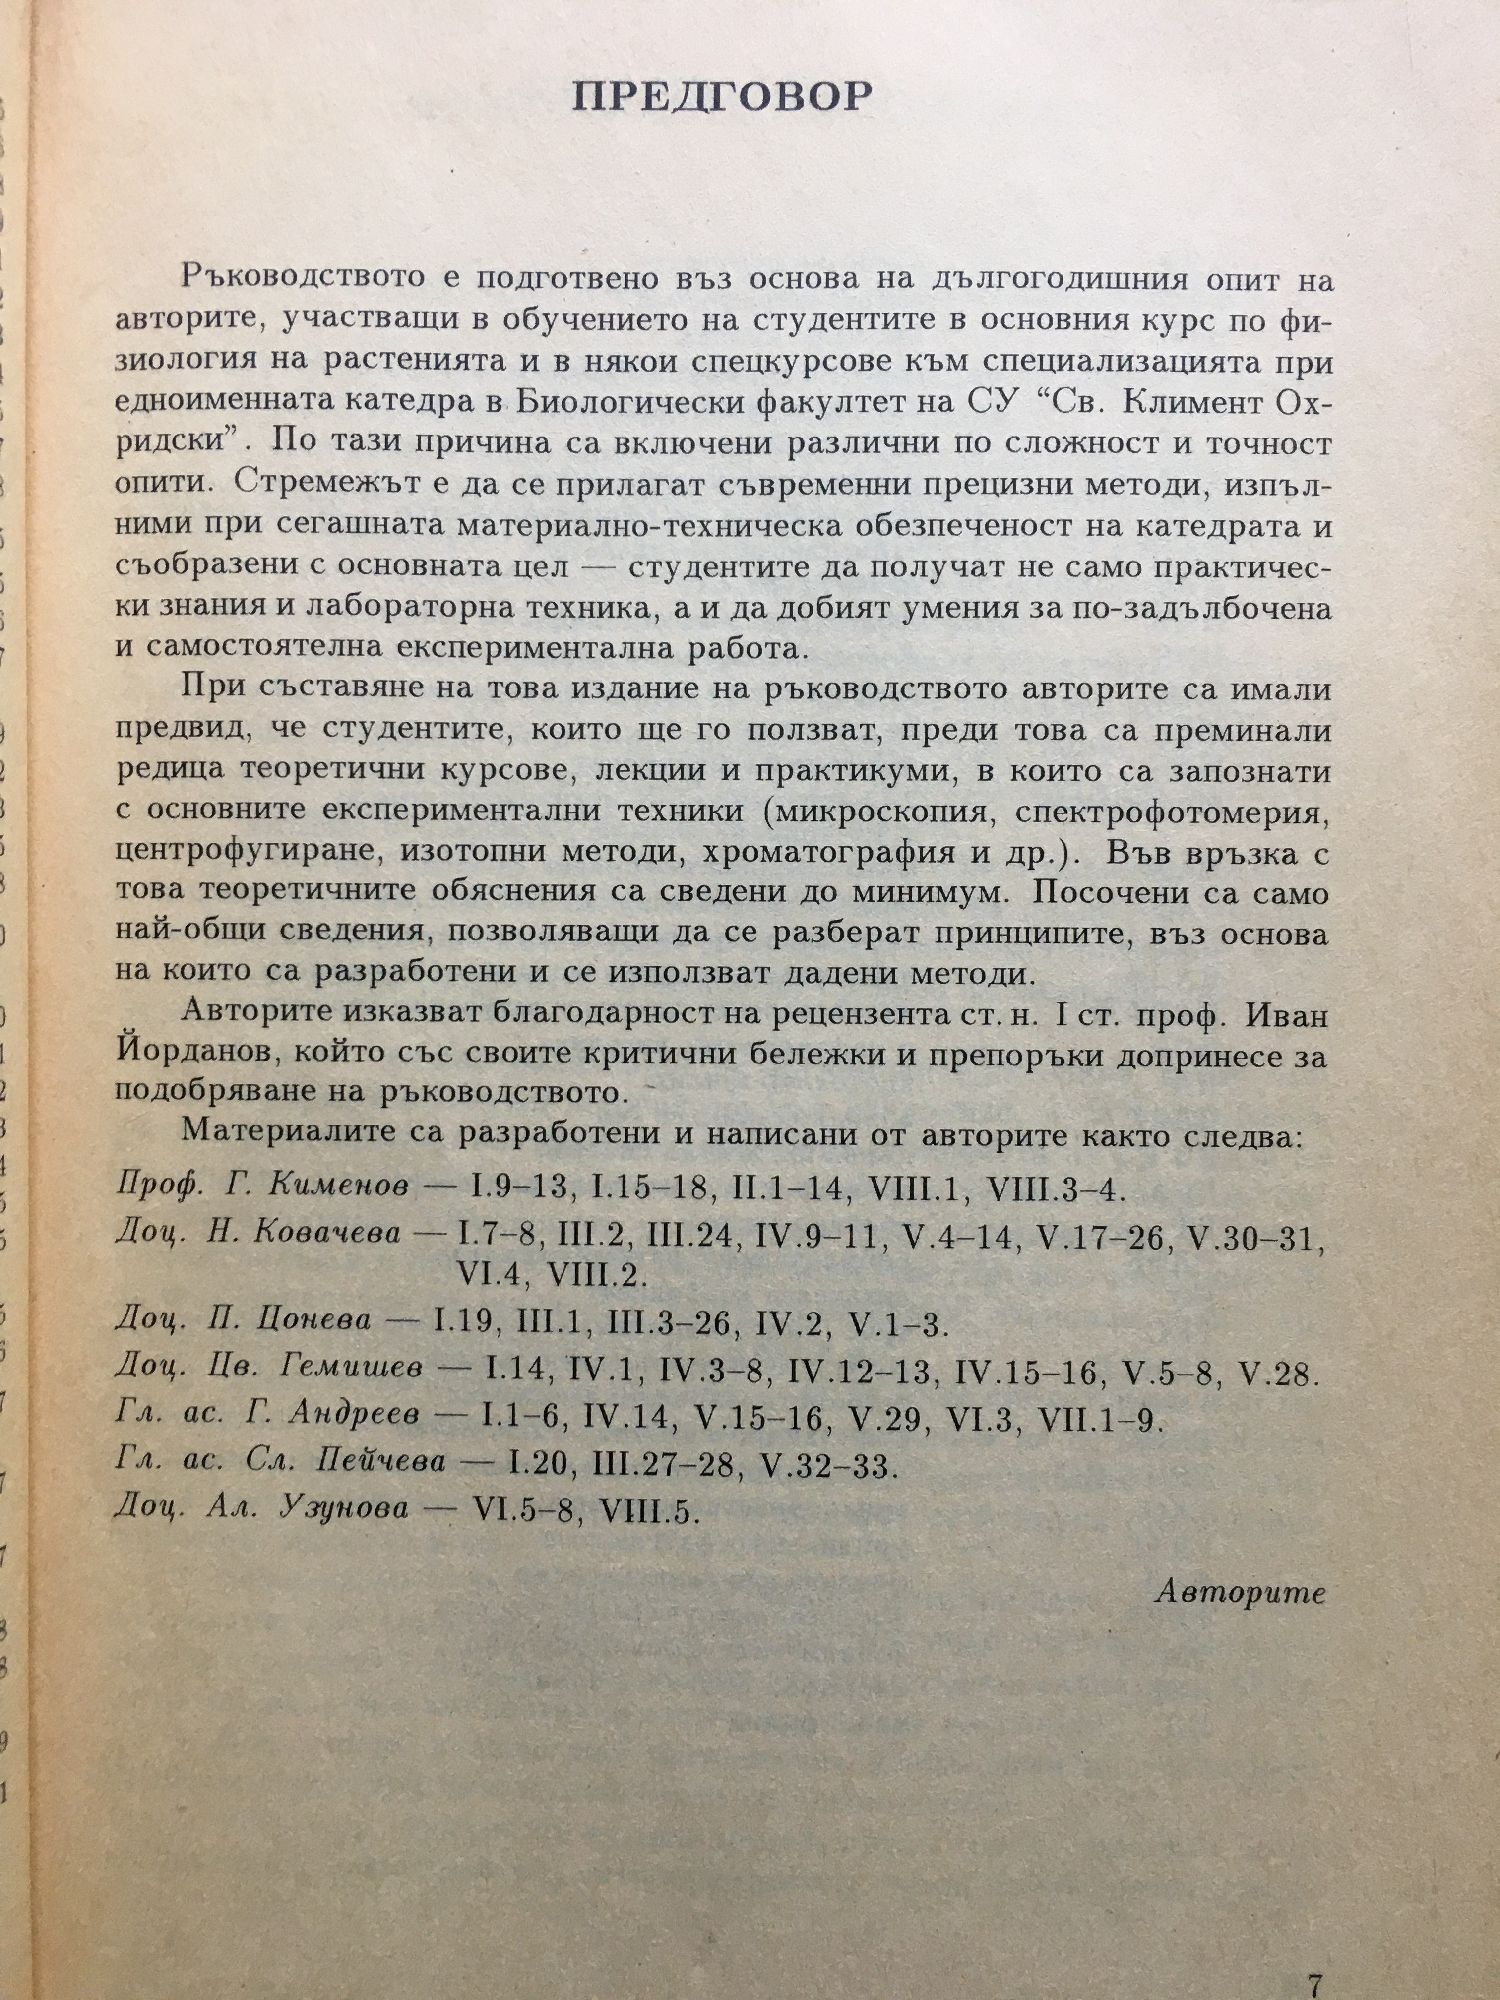 ПРЕДГОВОР
Ръководството е подготвено въз основа на дългогодишния опит на
авторите, участващи в обучението на студентите в основния курс по фи-
зиология на растенията и в някои спецкурсове към специализацията при
едноименната катедра в Биологически факултет на СУ “Св. Климент Ох-
ридски”. По тази причина са включени различни по сложност и точност
опити. Стремежът е да се прилагат съвременни прецизни методи, изпъл-
ними при сегашната материално-техническа обезпеченост на катедрата и
съобразени с основната цел — студентите да получат не само практичес-
ки знания и лабораторна техника, а и да добият умения за по-задълбочена
и самостоятелна експериментална работа.
При съставяне на това издание на ръководството авторите са имали
предвид, че студентите, които ще го ползват, преди това са преминали
редица теоретични курсове, лекции и практикуми, в които са запознати
с основните експериментални техники (микроскопия, спектрофотомерия,
центрофугиране, изотопни методи, хроматография и др.). Във връзка с
това теоретичните обяснения са сведени до минимум. Посочени са само
най-общи сведения, позволяващи да се разберат принципите, въз основа
на които са разработени и се използват дадени методи.
Авторите изказват благодарност на рецензента ст. н. I ст. проф. Иван
Йорданов, който със своите критични бележки и препоръки допринесе за
подобряване на ръководството.
Материалите са разработени и написани от авторите както следва:
Проф. Г. Кименов — I.9–13, I.15–18, II.1–14, VIII.1, VIII.3–4.
Доц. Н. Ковачева — I.7–8, III.2, III.24, IV.9–11, V.4–14, V.17–26, V.30–31,
VI.4, VIII.2.
Доц. П. Цонева — I.19, III.1, III.3–26, IV.2, V.1–3.
Доц. Цв. Гемишев — I.14, IV.1, IV.3–8, IV.12–13, IV.15–16, V.5–8, V.28.
Гл. ас. Г. Андреев — I.1–6, IV.14, V.15–16, V.29, VI.3, VII.1–9.
Гл. ас. Сл. Пейчева — I.20, III.27–28, V.32–33.
Доц. Ал. Узунова — VI.5–8, VIII.5.
Авторите
7